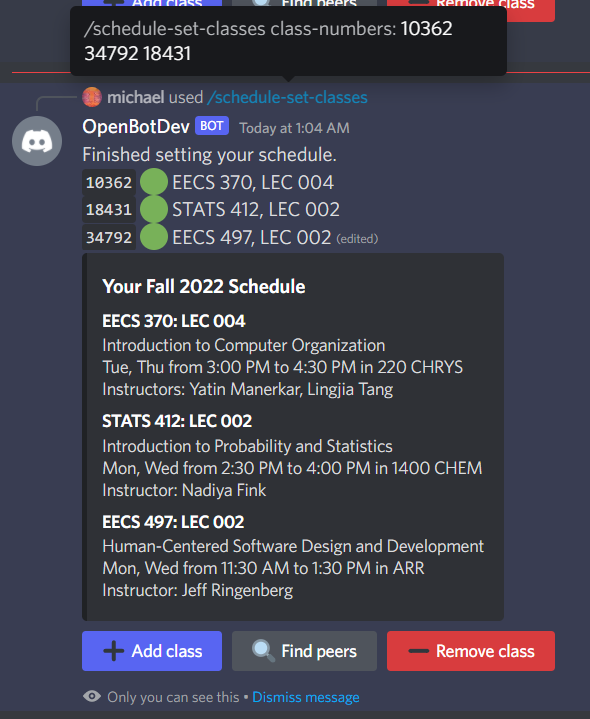 Add class Find peers Remove class
/schedule-set-classes class-numbers: 10362
34792 18431
michael used /schedule-set-classes
OpenBotDev BOT Today at 1:04 AM
Finished setting your schedule.
10362 EECS 370, LEC 004
18431 STATS 412, LEC 002
34792 EECS 497, LEC 002 (edited)
Your Fall 2022 Schedule
EECS 370: LEC 004
Introduction to Computer Organization
Tue, Thu from 3:00 PM to 4:30 PM in 220 CHRYS
Instructors: Yatin Manerkar, Lingjia Tang
STATS 412: LEC 002
Introduction to Probability and Statistics
Mon, Wed from 2:30 PM to 4:00 PM in 1400 CHEM
Instructor: Nadiya Fink
EECS 497: LEC 002
Human-Centered Software Design and Development
Mon, Wed from 11:30 AM to 1:30 PM in ARR
Instructor: Jeff Ringenberg
Add class Find peers Remove class
Only you can see this • Dismiss message